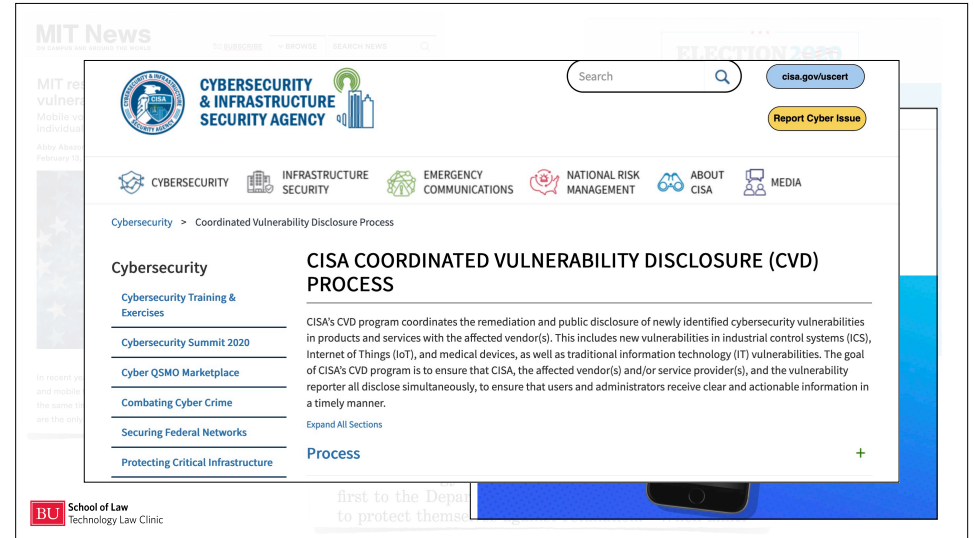 MIT News
ON CAMPUS AND AROUND THE WORLD
SUBSCRIBE
BROWSE
SEARCH NEWS
ELECTION 2020
MIT
vulnera
Mobile vo
individual
Abby Abazor
February 13,
In recent ye
and mobile
the same tim
are the only
CYBERSECURITY
& INFRASTRUCTURE
SECURITY AGENCY
CISA
Search
cisa.gov/uscert
Report Cyber Issue
CYBERSECURITY
INFRASTRUCTURE
SECURITY
EMERGENCY
COMMUNICATIONS
NATIONAL RISK
MANAGEMENT
ABOUT
CISA
MEDIA
Cybersecurity > Coordinated Vulnerability Disclosure Process
Cybersecurity
Cybersecurity Training &
Exercises
Cybersecurity Summit 2020
Cyber QSMO Marketplace
Combating Cyber Crime
Securing Federal Networks
Protecting Critical Infrastructure
CISA COORDINATED VULNERABILITY DISCLOSURE (CVD)
PROCESS
CISA's CVD program coordinates the remediation and public disclosure of newly identified cybersecurity vulnerabilities
in products and services with the affected vendor(s). This includes new vulnerabilities in industrial control systems (ICS),
Internet of Things (IoT), and medical devices, as well as traditional information technology (IT) vulnerabilities. The goal
of CISA's CVD program is to ensure that CISA, the affected vendor(s) and/or service provider(s), and the vulnerability
reporter all disclose simultaneously, to ensure that users and administrators receive clear and actionable information in
a timely manner.
Expand All Sections
Process +
first to the Depar
to protect themse
BU School of Law
Technology Law Clinic